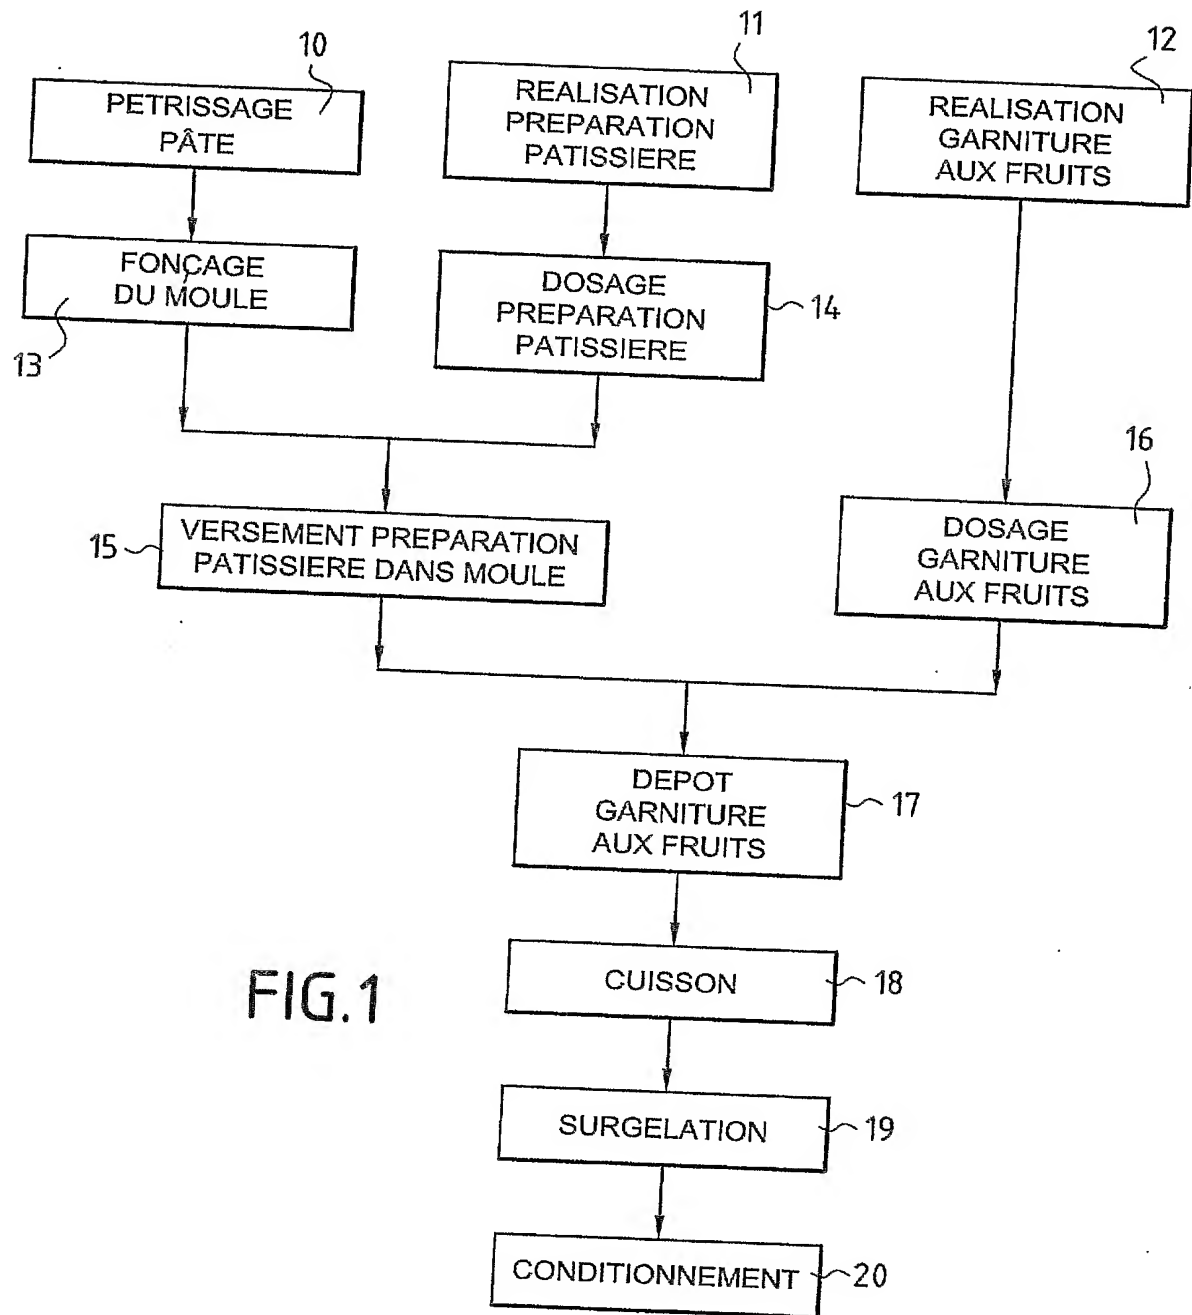 10
PETRISSAGE
PÂTE
11
REALISATION
PREPARATION
PATISSIERE
12
REALISATION
GARNITURE
AUX FRUITS
FONÇAGE
DU MOULE
13
DOSAGE
PREPARATION
PATISSIERE
14
15
VERSEMENT PREPARATION
PATISSIERE DANS MOULE
16
DOSAGE
GARNITURE
AUX FRUITS
DEPOT
GARNITURE
AUX FRUITS
17
CUISSON
18
FIG.1
SURGELATION
19
CONDITIONNEMENT
20